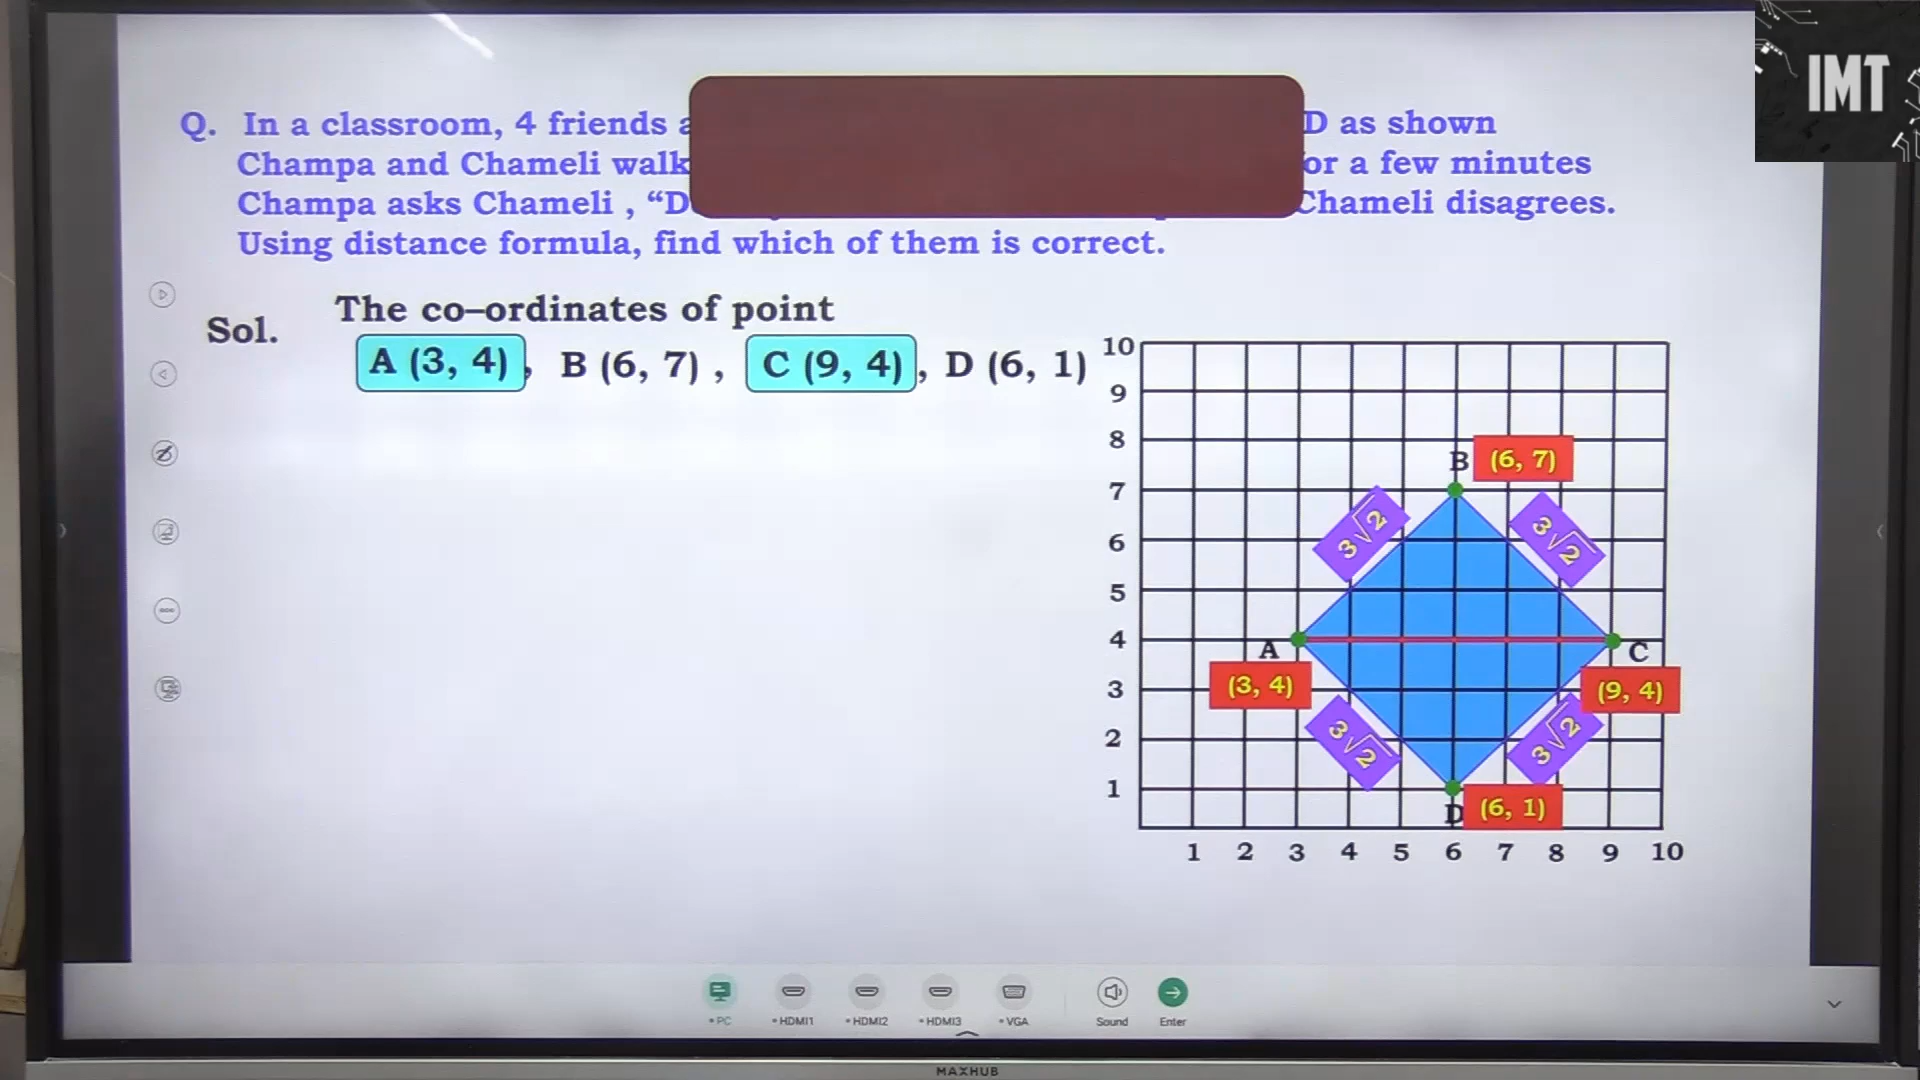 IMT
Q. In a classroom, 4 friends D as shown
Champa and Chameli walk or a few minutes
Champa asks Chameli , “D Chameli disagrees.
Using distance formula, find which of them is correct.
Sol.
The co–ordinates of point
A (3, 4) , B (6, 7) , C (9, 4) , D (6, 1)
10
9
8
7
6
5
4
3
2
1
B (6, 7)
3√2
3√2
A
C
(3, 4)
(9, 4)
3√2
3√2
D (6, 1)
1 2 3 4 5 6 7 8 9 10
PC HDMI1 HDMI2 HDMI3 VGA Sound Enter
MAXHUB